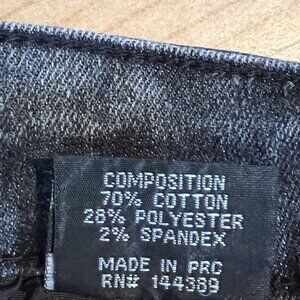 COMPOSITION
70% COTTON
28% POLYESTER
2% SPANDEX
MADE IN PRC
RN# 144389